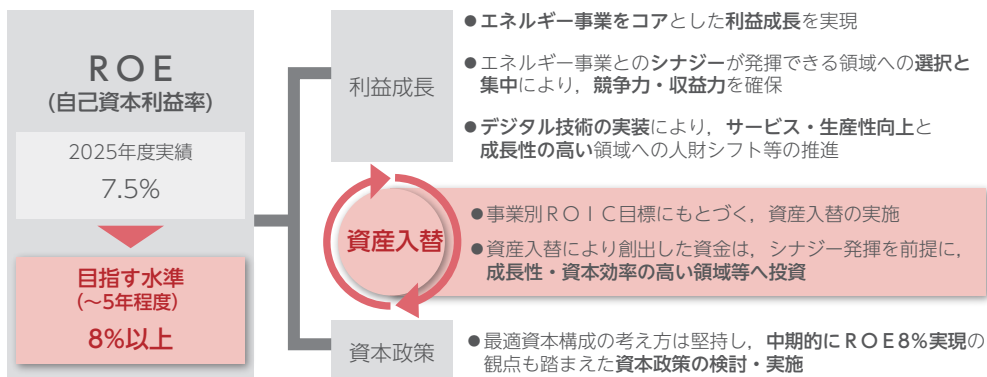 ROE
(自己資本利益率)
2025年度実績
7.5%
目指す水準
(～5年程度)
8%以上
利益成長
●エネルギー事業をコアとした利益成長を実現
●エネルギー事業とのシナジーが発揮できる領域への選択と
集中により，競争力・収益力を確保
●デジタル技術の実装により，サービス・生産性向上と
成長性の高い領域への人財シフト等の推進
資産入替
●事業別ＲＯＩＣ目標にもとづく，資産入替の実施
●資産入替により創出した資金は，シナジー発揮を前提に，
成長性・資本効率の高い領域等へ投資
資本政策
●最適資本構成の考え方は堅持し，中期的にＲＯＥ8%実現の
観点も踏まえた資本政策の検討・実施